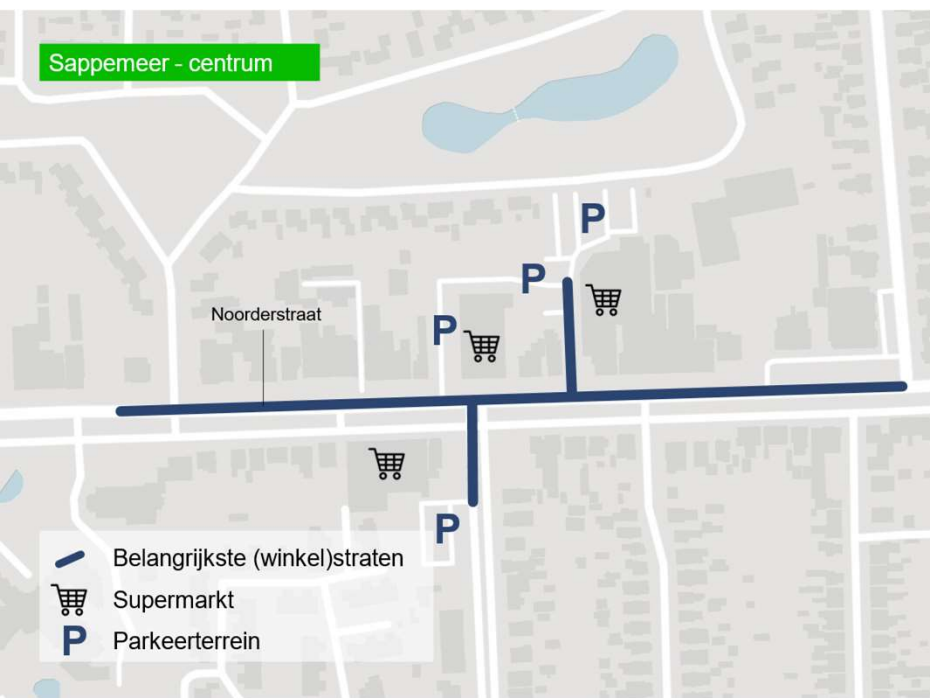 Sappemeer - centrum
P
P
Noorderstraat
P
P
Belangrijkste (winkel)straten
Supermarkt
P Parkeerterrein